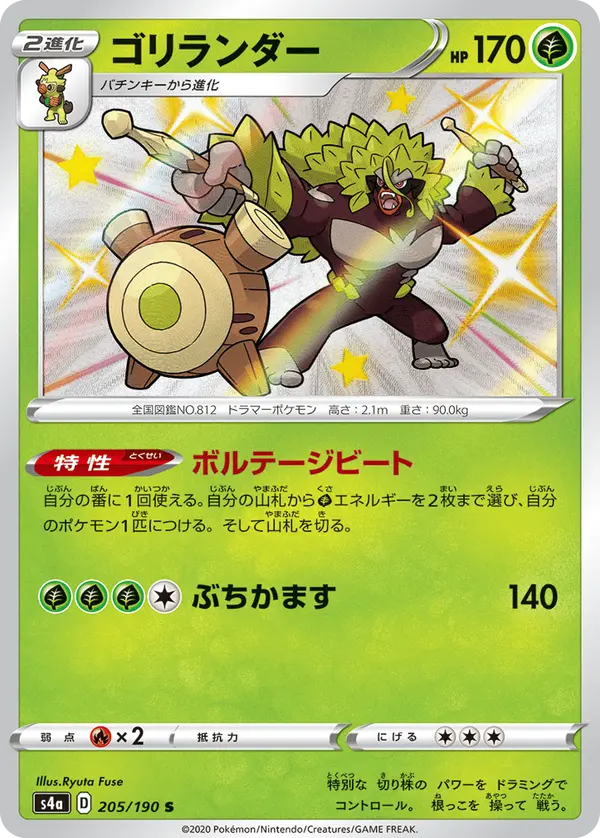 2進化 ゴリランダー HP 170
バチンキーから進化
全国図鑑NO.812 ドラマーポケモン 高さ:2.1m 重さ:90.0kg
特性 とくせい ボルテージビート
自分の番に1回使える。自分の山札からエネルギーを2枚まで選び、自分
のポケモン1匹につける。そして山札を切る。
ぶちかます 140
弱点 ×2 抵抗力 にげる
Illus.Ryuta Fuse
s4a D 205/190 S
特別な 切り株の パワーを ドラミングで
コントロール。 根っこを 操って 戦う。
©2020 Pokémon/Nintendo/Creatures/GAME FREAK.